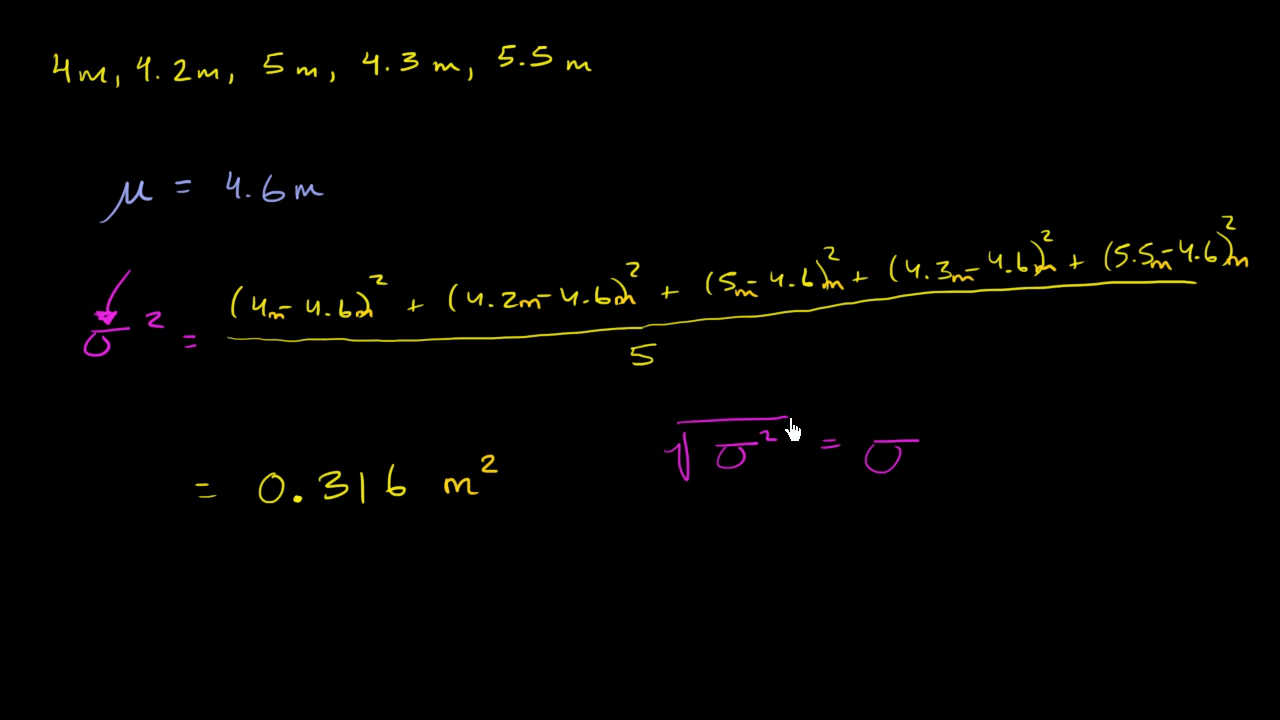 4m, 4.2m, 5m, 4.3m, 5.5m
μ = 4.6m
σ² = (4m-4.6m)² + (4.2m-4.6m)² + (5m-4.6m)² + (4.3m-4.6m)² + (5.5m-4.6m)²
5
= 0.316 m²
√σ² = σ